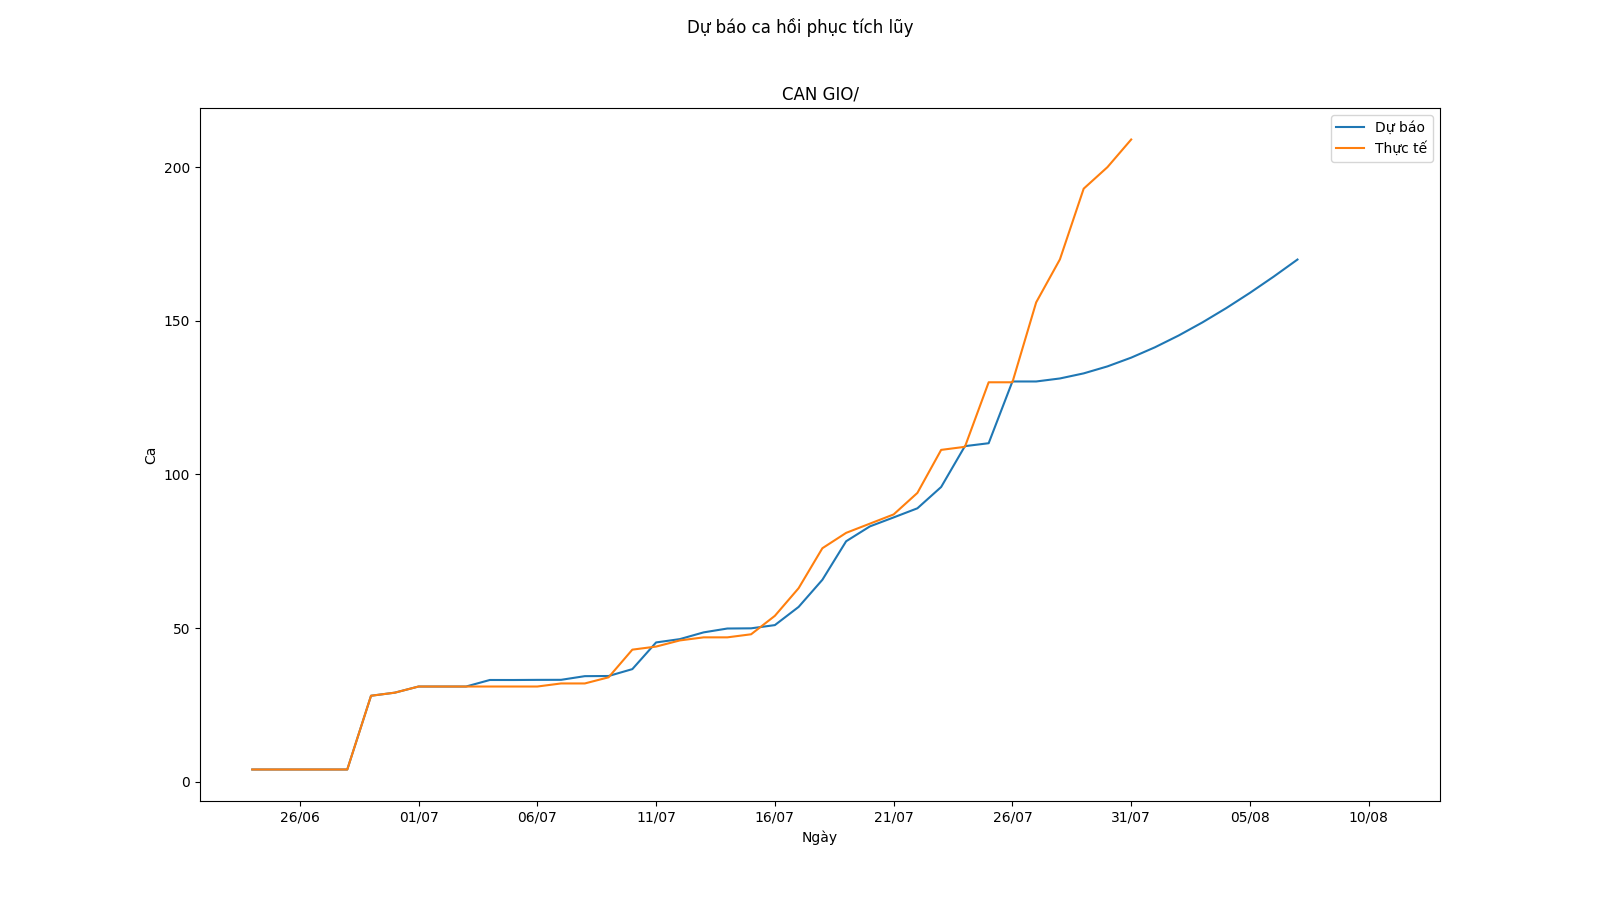 Dự báo ca hồi phục tích lũy
CAN GIO/
Dự báo
Thực tế
200
150
100
50
0
Ca
26/06 01/07 06/07 11/07 16/07 21/07 26/07 31/07 05/08 10/08
Ngày